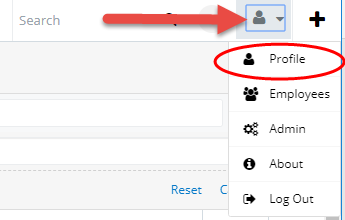 Search
Profile
Employees
Admin
About
Reset
Log Out